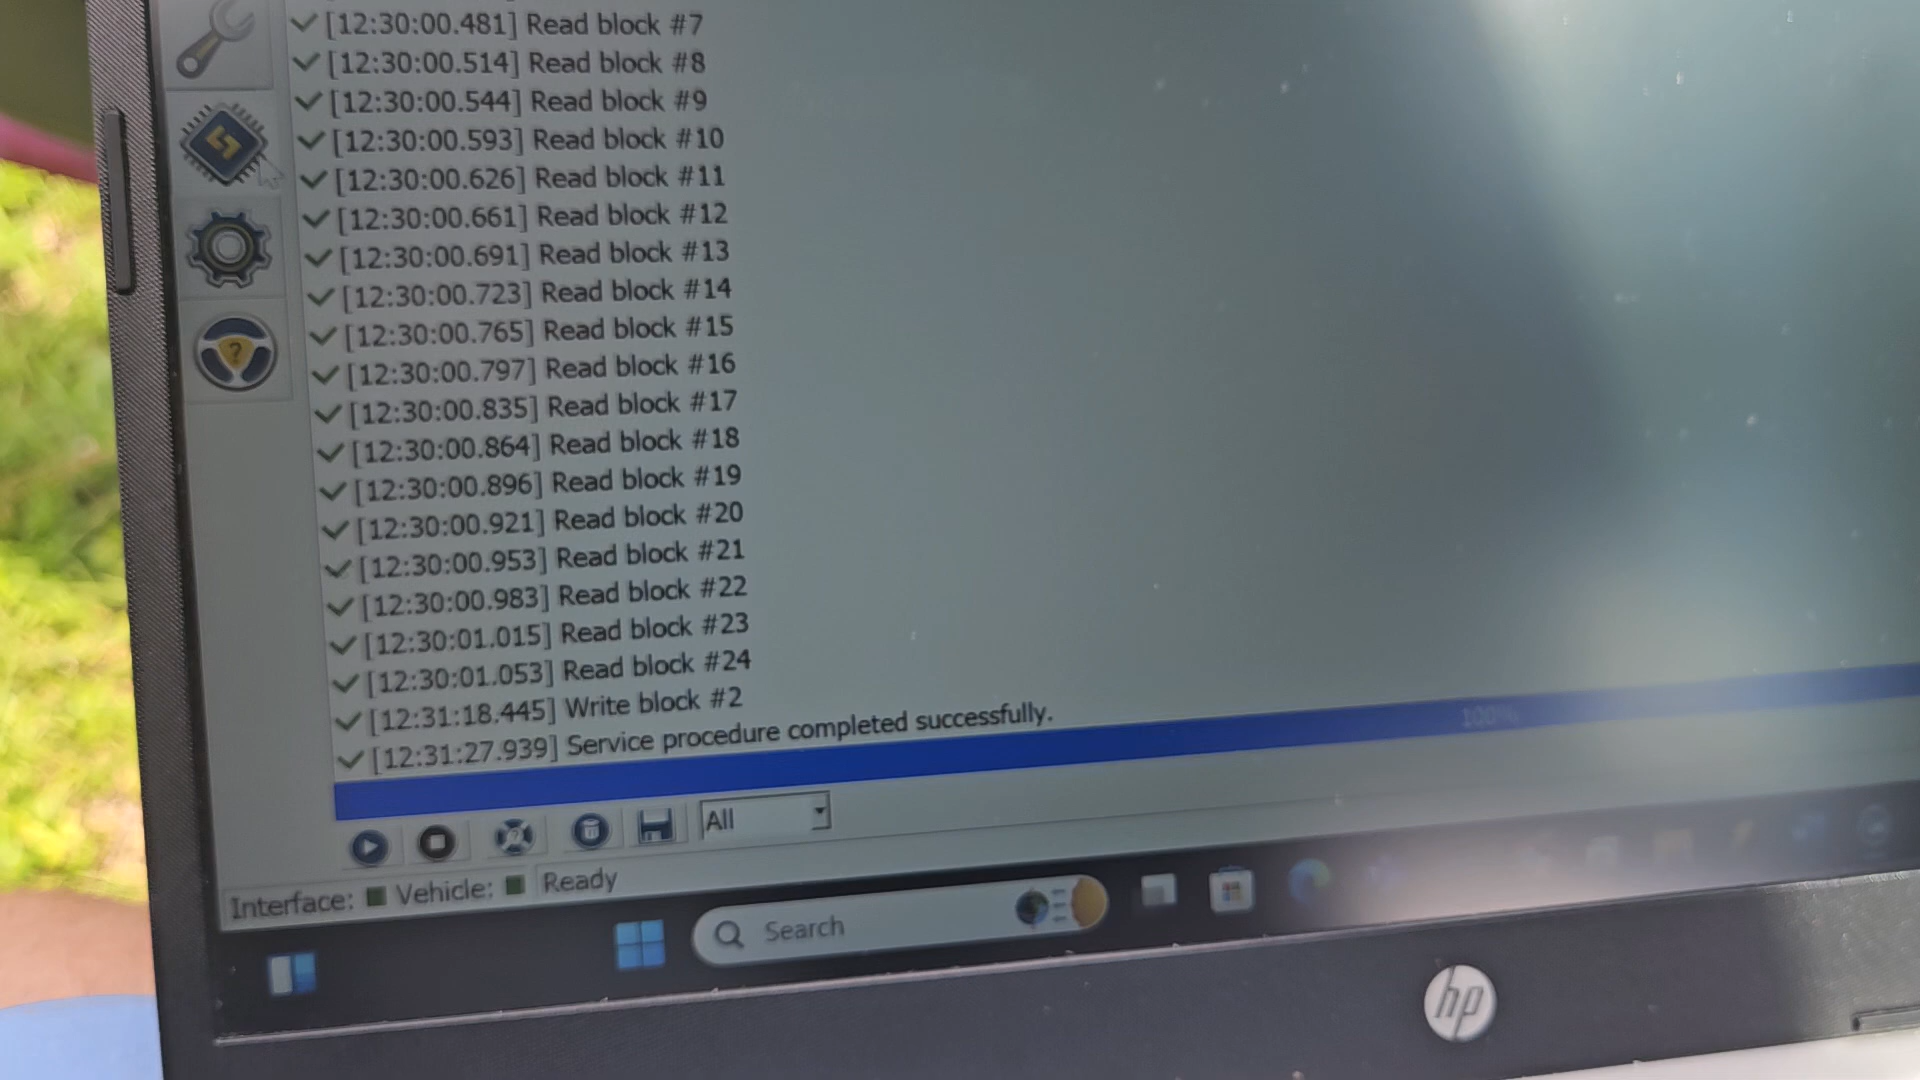 [12:30:00.481] Read block #7
[12:30:00.514] Read block #8
[12:30:00.544] Read block #9
[12:30:00.593] Read block #10
[12:30:00.626] Read block #11
[12:30:00.661] Read block #12
[12:30:00.691] Read block #13
[12:30:00.723] Read block #14
[12:30:00.765] Read block #15
[12:30:00.797] Read block #16
[12:30:00.835] Read block #17
[12:30:00.864] Read block #18
[12:30:00.896] Read block #19
[12:30:00.921] Read block #20
[12:30:00.953] Read block #21
[12:30:00.983] Read block #22
[12:30:01.015] Read block #23
[12:30:01.053] Read block #24
[12:31:18.445] Write block #2
[12:31:27.939] Service procedure completed successfully.
100%
All
Interface: Vehicle: Ready
Search
hp